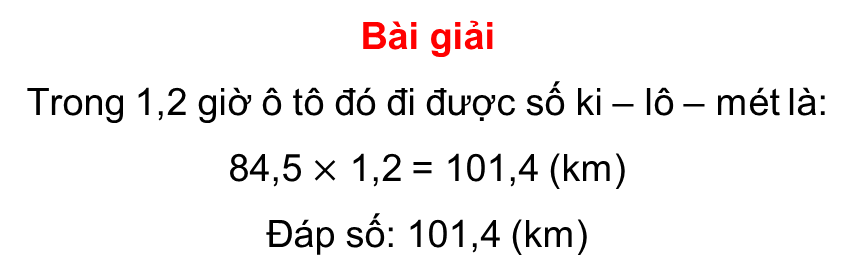 Bài giải
Trong 1,2 giờ ô tô đó đi được số ki – lô – mét là:
84,5 × 1,2 = 101,4 (km)
Đáp số: 101,4 (km)